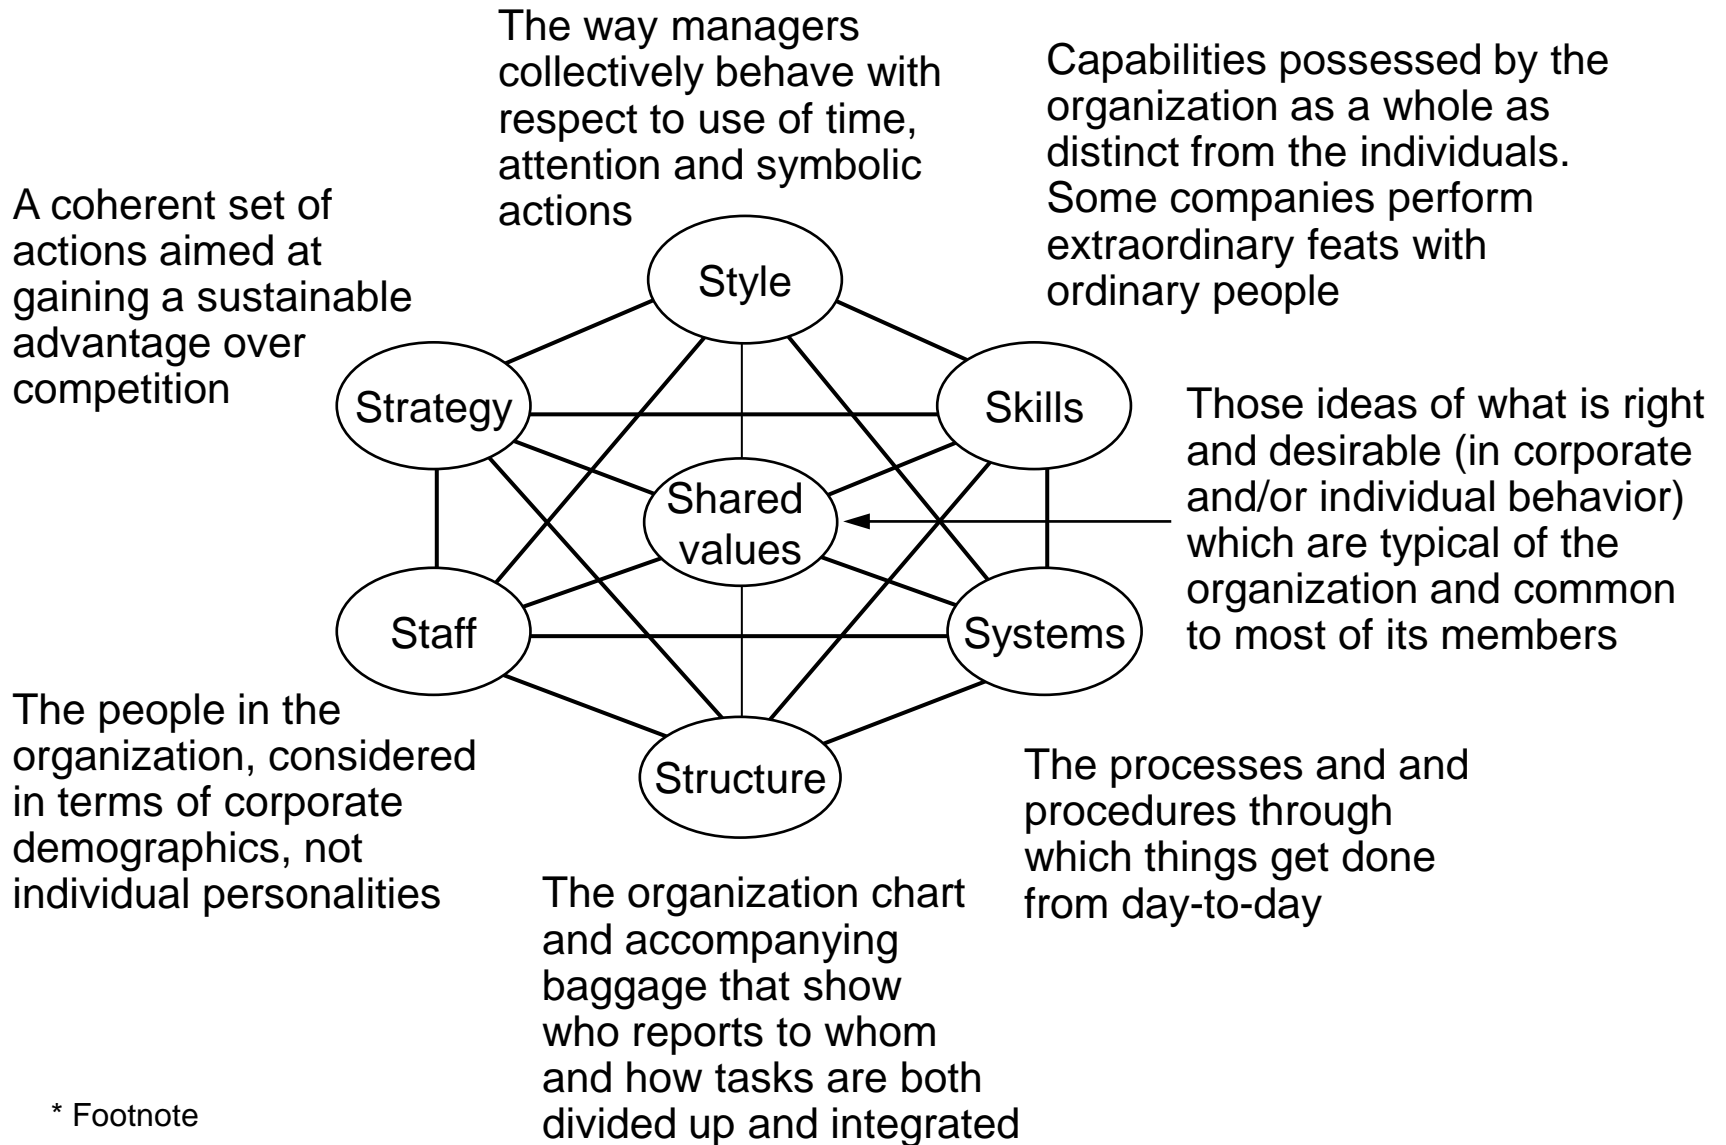 The way managers
collectively behave with
respect to use of time,
attention and symbolic
actions
Capabilities possessed by the
organization as a whole as
distinct from the individuals.
Some companies perform
extraordinary feats with
ordinary people
A coherent set of
actions aimed at
gaining a sustainable
advantage over
competition
Style
Strategy
Skills
Shared
values
Those ideas of what is right
and desirable (in corporate
and/or individual behavior)
which are typical of the
organization and common
to most of its members
Staff
Systems
Structure
The people in the
organization, considered
in terms of corporate
demographics, not
individual personalities
The processes and and
procedures through
which things get done
from day-to-day
The organization chart
and accompanying
baggage that show
who reports to whom
and how tasks are both
divided up and integrated
* Footnote